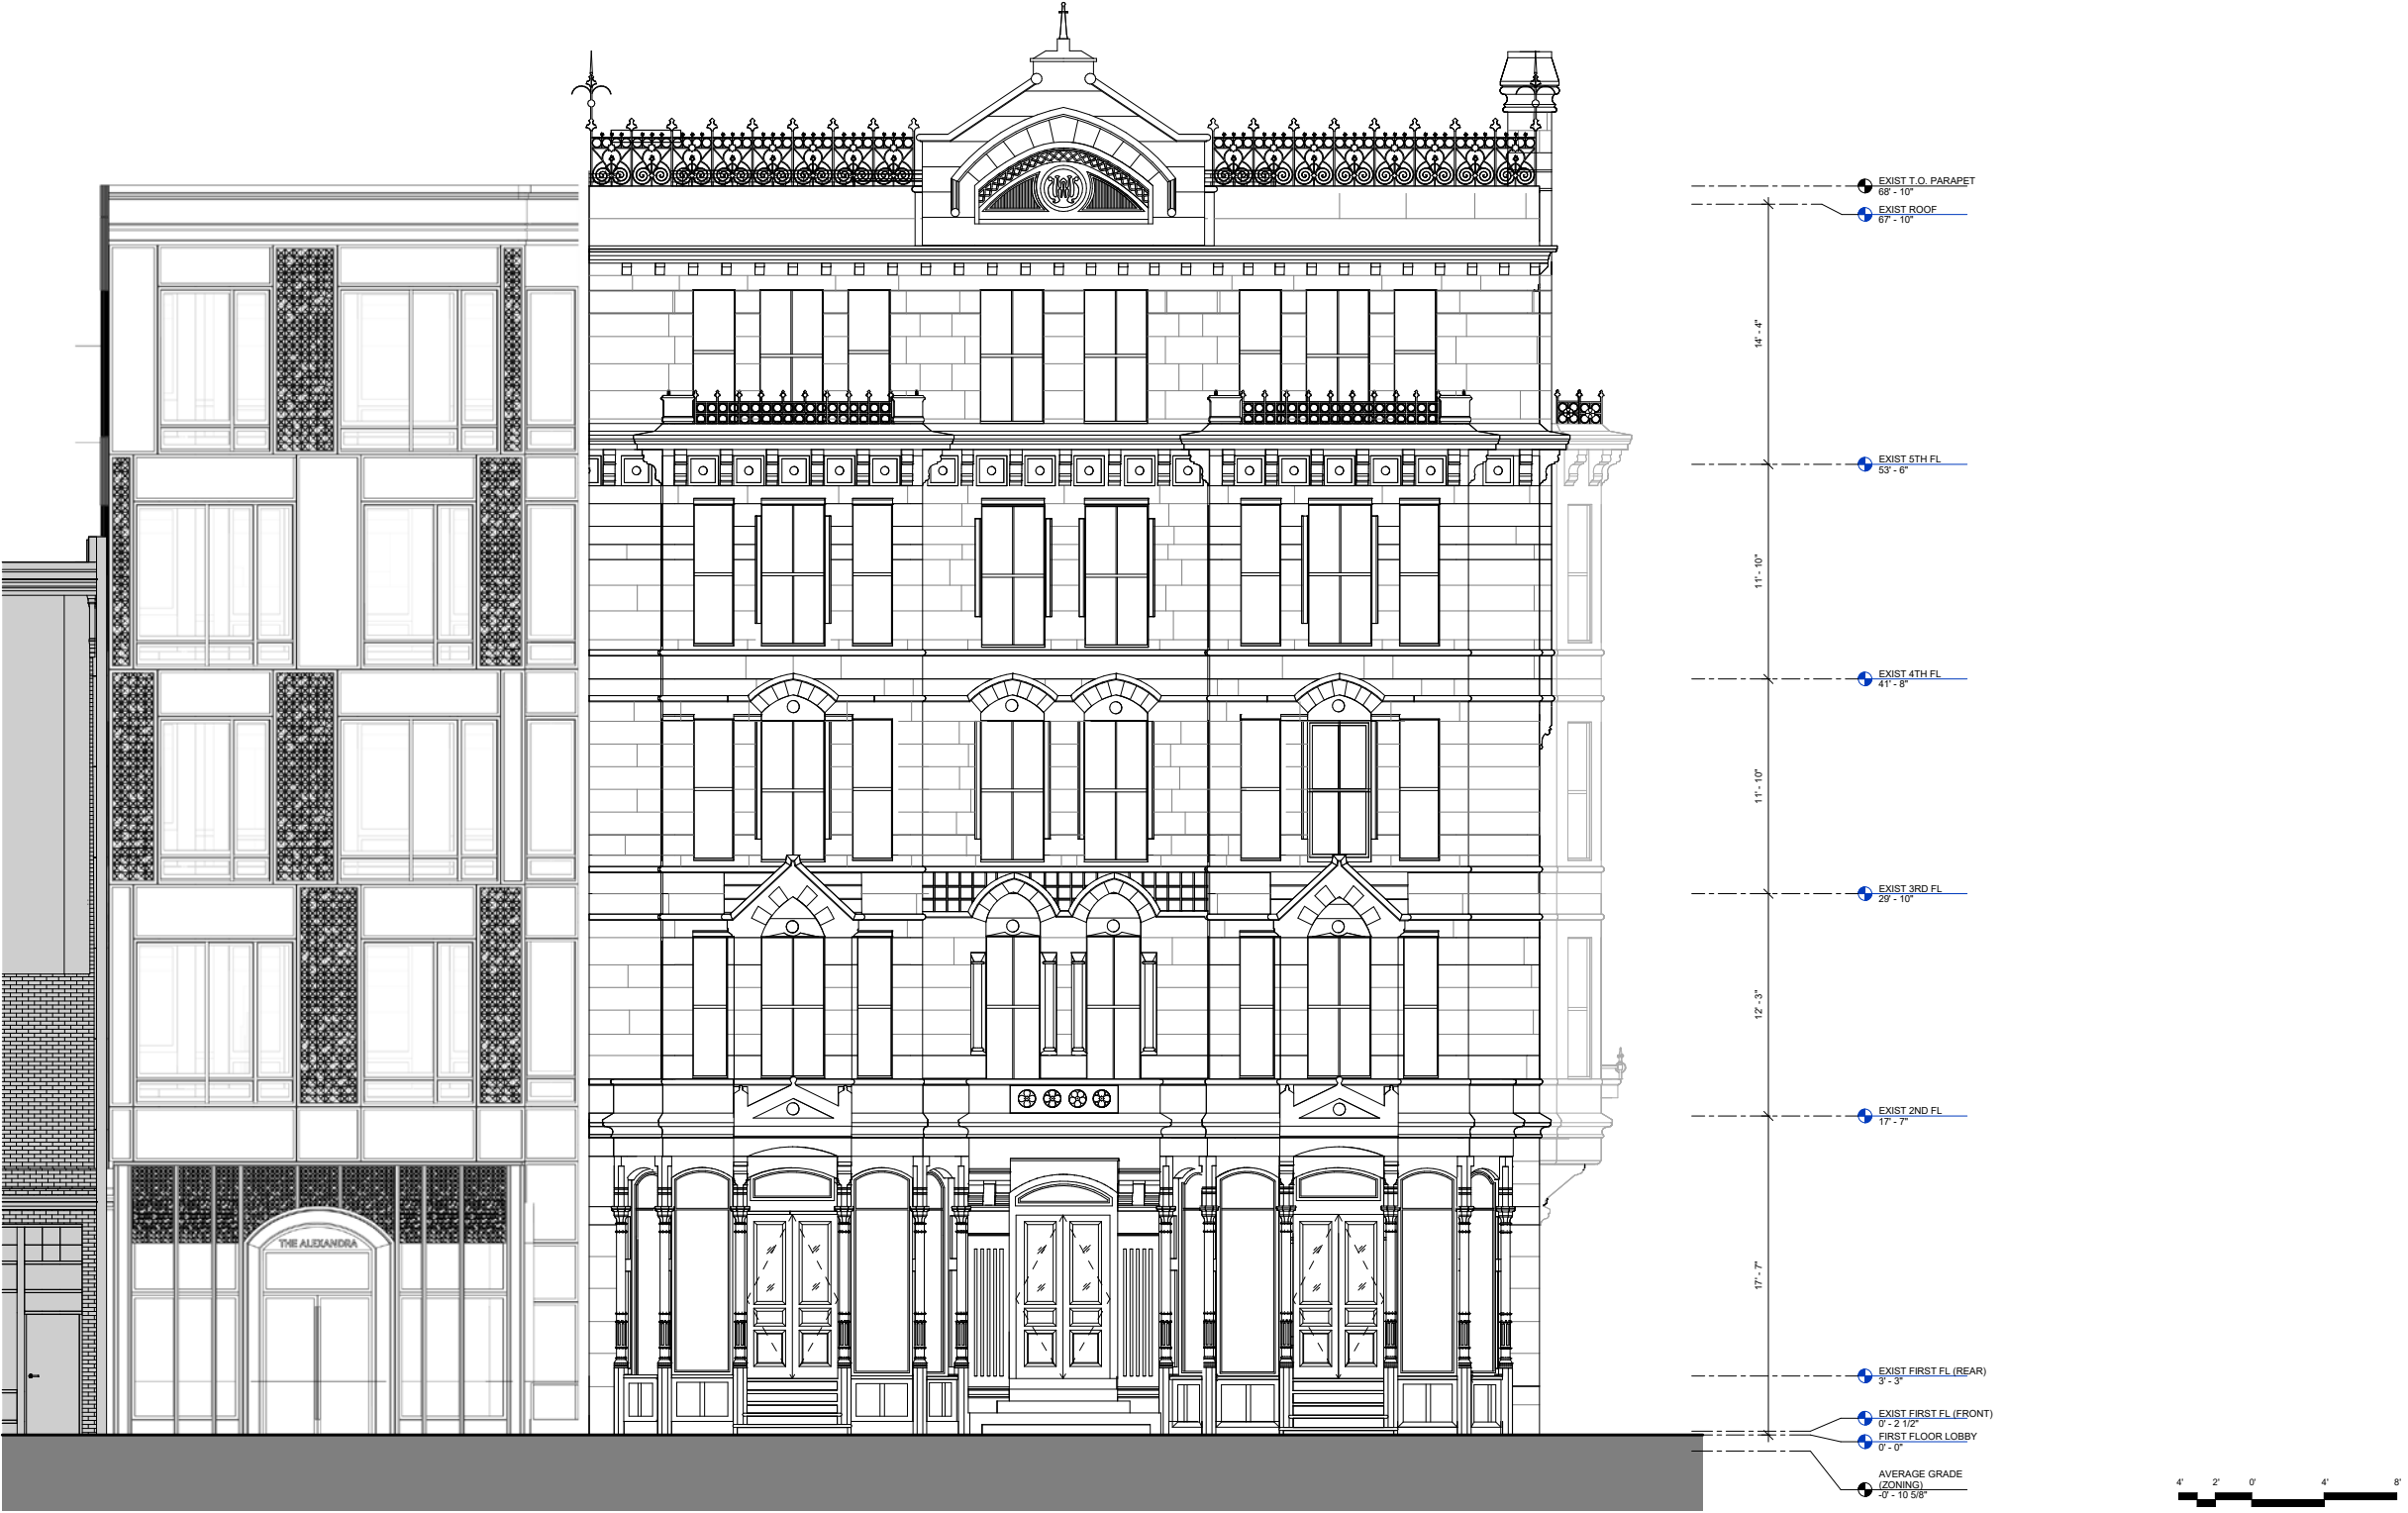 EXIST T.O. PARAPET
68' - 10"
EXIST ROOF
67' - 10"
14' - 4"
EXIST 5TH FL
53' - 6"
11' - 10"
EXIST 4TH FL
41' - 8"
11' - 10"
EXIST 3RD FL
29' - 10"
12' - 3"
EXIST 2ND FL
17' - 7"
THE ALEXANDRA
17' - 7"
EXIST FIRST FL (REAR)
3' - 3"
EXIST FIRST FL (FRONT)
0' - 2 1/2"
FIRST FLOOR LOBBY
0' - 0"
AVERAGE GRADE
(ZONING)
-0' - 10 5/8"
4' 2' 0' 4' 8'